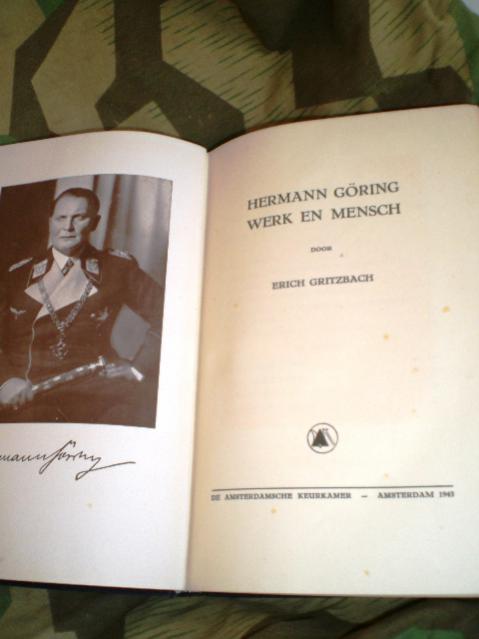 HERMANN GÖRING
WERK EN MENSCH
DOOR
ERICH GRITZBACH
DE AMSTERDAMSCHE KEURKAMER – AMSTERDAM 1943